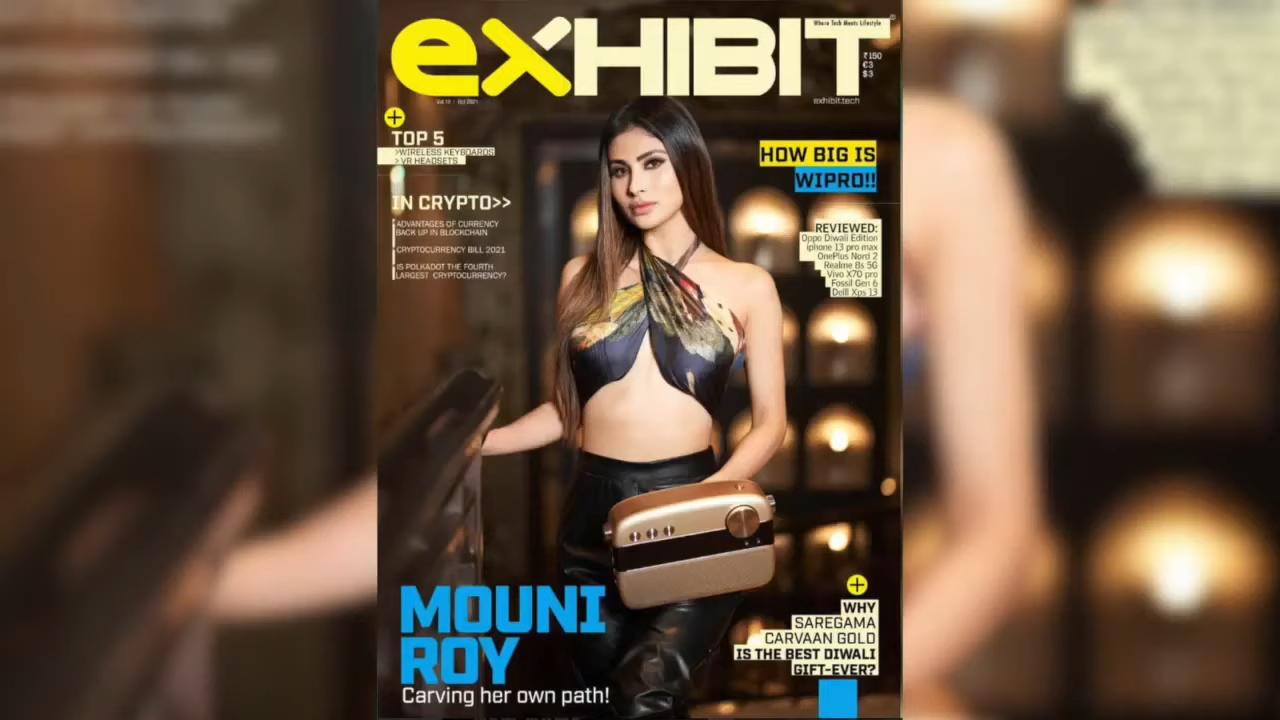 Where Tech Meets Lifestyle
exHIBIT
₹150
€3
$3
Vol 16 | Oct 2021
exhibit.tech
TOP 5
>WIRELESS KEYBOARDS
> VR HEADSETS
IN CRYPTO>>
ADVANTAGES OF CURRENCY
BACK UP IN BLOCKCHAIN
CRYPTOCURRENCY BILL 2021
IS POLKADOT THE FOURTH
LARGEST CRYPTOCURRENCY?
HOW BIG IS
WIPRO!!
REVIEWED:
Oppo Diwali Edition
iphone 13 pro max
OnePlus Nord 2
Realme 8s 5G
Vivo X70 pro
Fossil Gen 6
Delll Xps 13
MOUNI
ROY
Carving her own path!
WHY
SAREGAMA
CARVAAN GOLD
IS THE BEST DIWALI
GIFT-EVER?